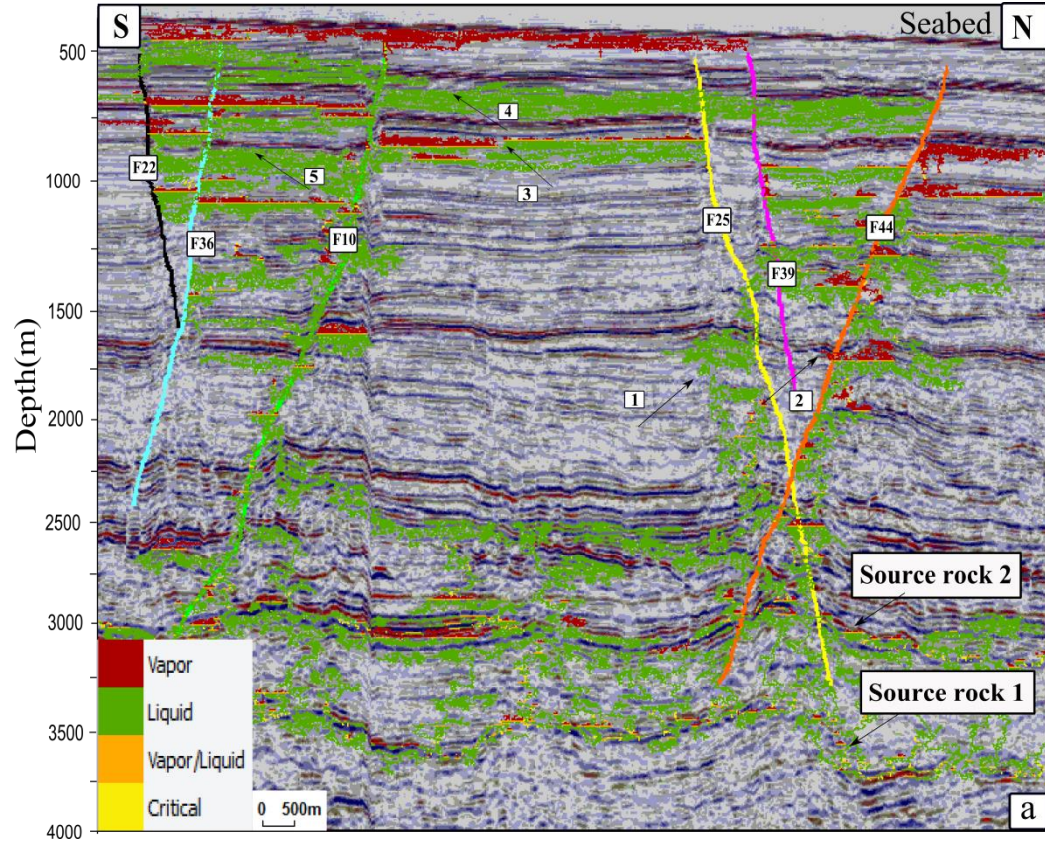 S
Seabed
N
500
4
F22
5
1000
3
F36
F10
F25
F44
F39
1500
1
2
Depth(m)
2000
2500
Source rock 2
3000
Vapor
Liquid
Source rock 1
3500
Vapor/Liquid
Critical
0 500m
a
4000